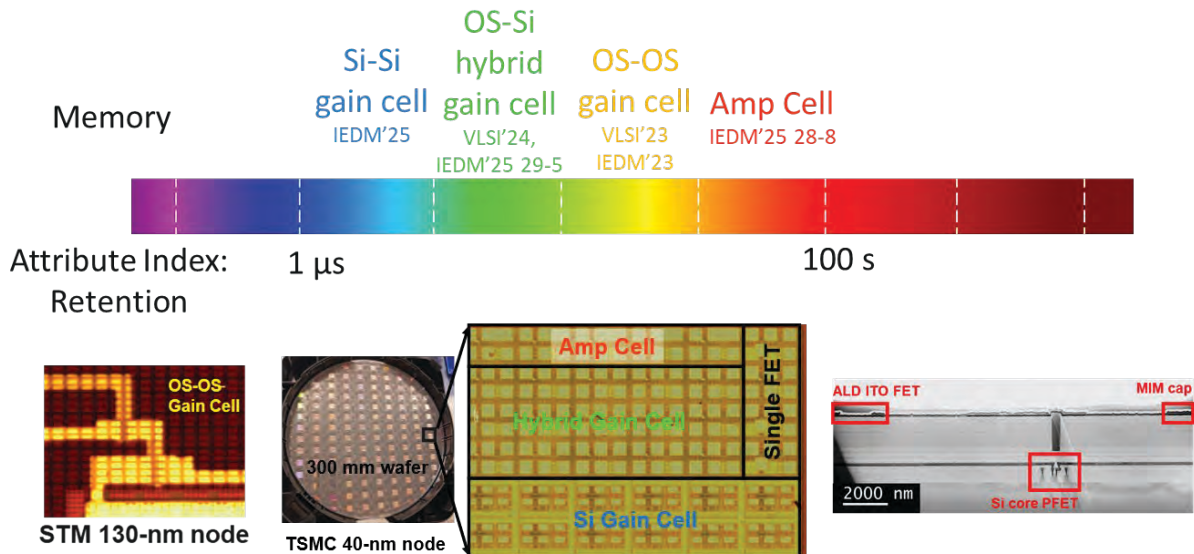 Memory
Si-Si
gain cell
IEDM’25
OS-Si
hybrid
gain cell
VLSI’24,
IEDM’25 29-5
OS-OS
gain cell
VLSI’23
IEDM’23
Amp Cell
IEDM’25 28-8
Attribute Index:
Retention
1 µs
100 s
OS-OS-
Gain Cell
STM 130-nm node
300 mm wafer
TSMC 40-nm node
Amp Cell
Hybrid Gain Cell
Single FET
Si Gain Cell
ALD ITO FET
MIM cap
2000 nm
Si core PFET